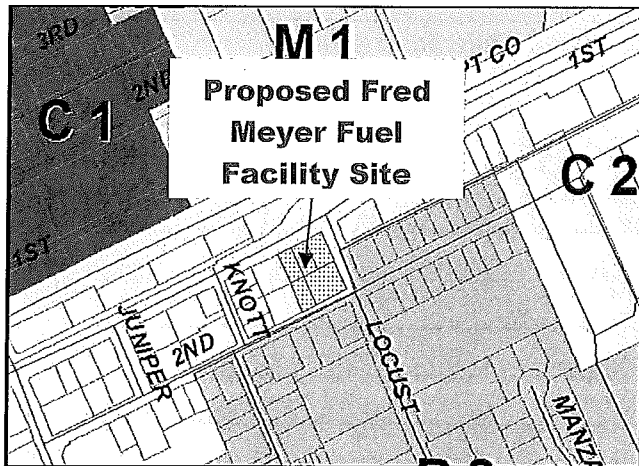 3RD
M 1
2ND
PT CO
1ST
C 1
Proposed Fred
Meyer Fuel
Facility Site
C 2
1ST
KNOTT
JUNIPER
2ND
LOCUST
MANZ